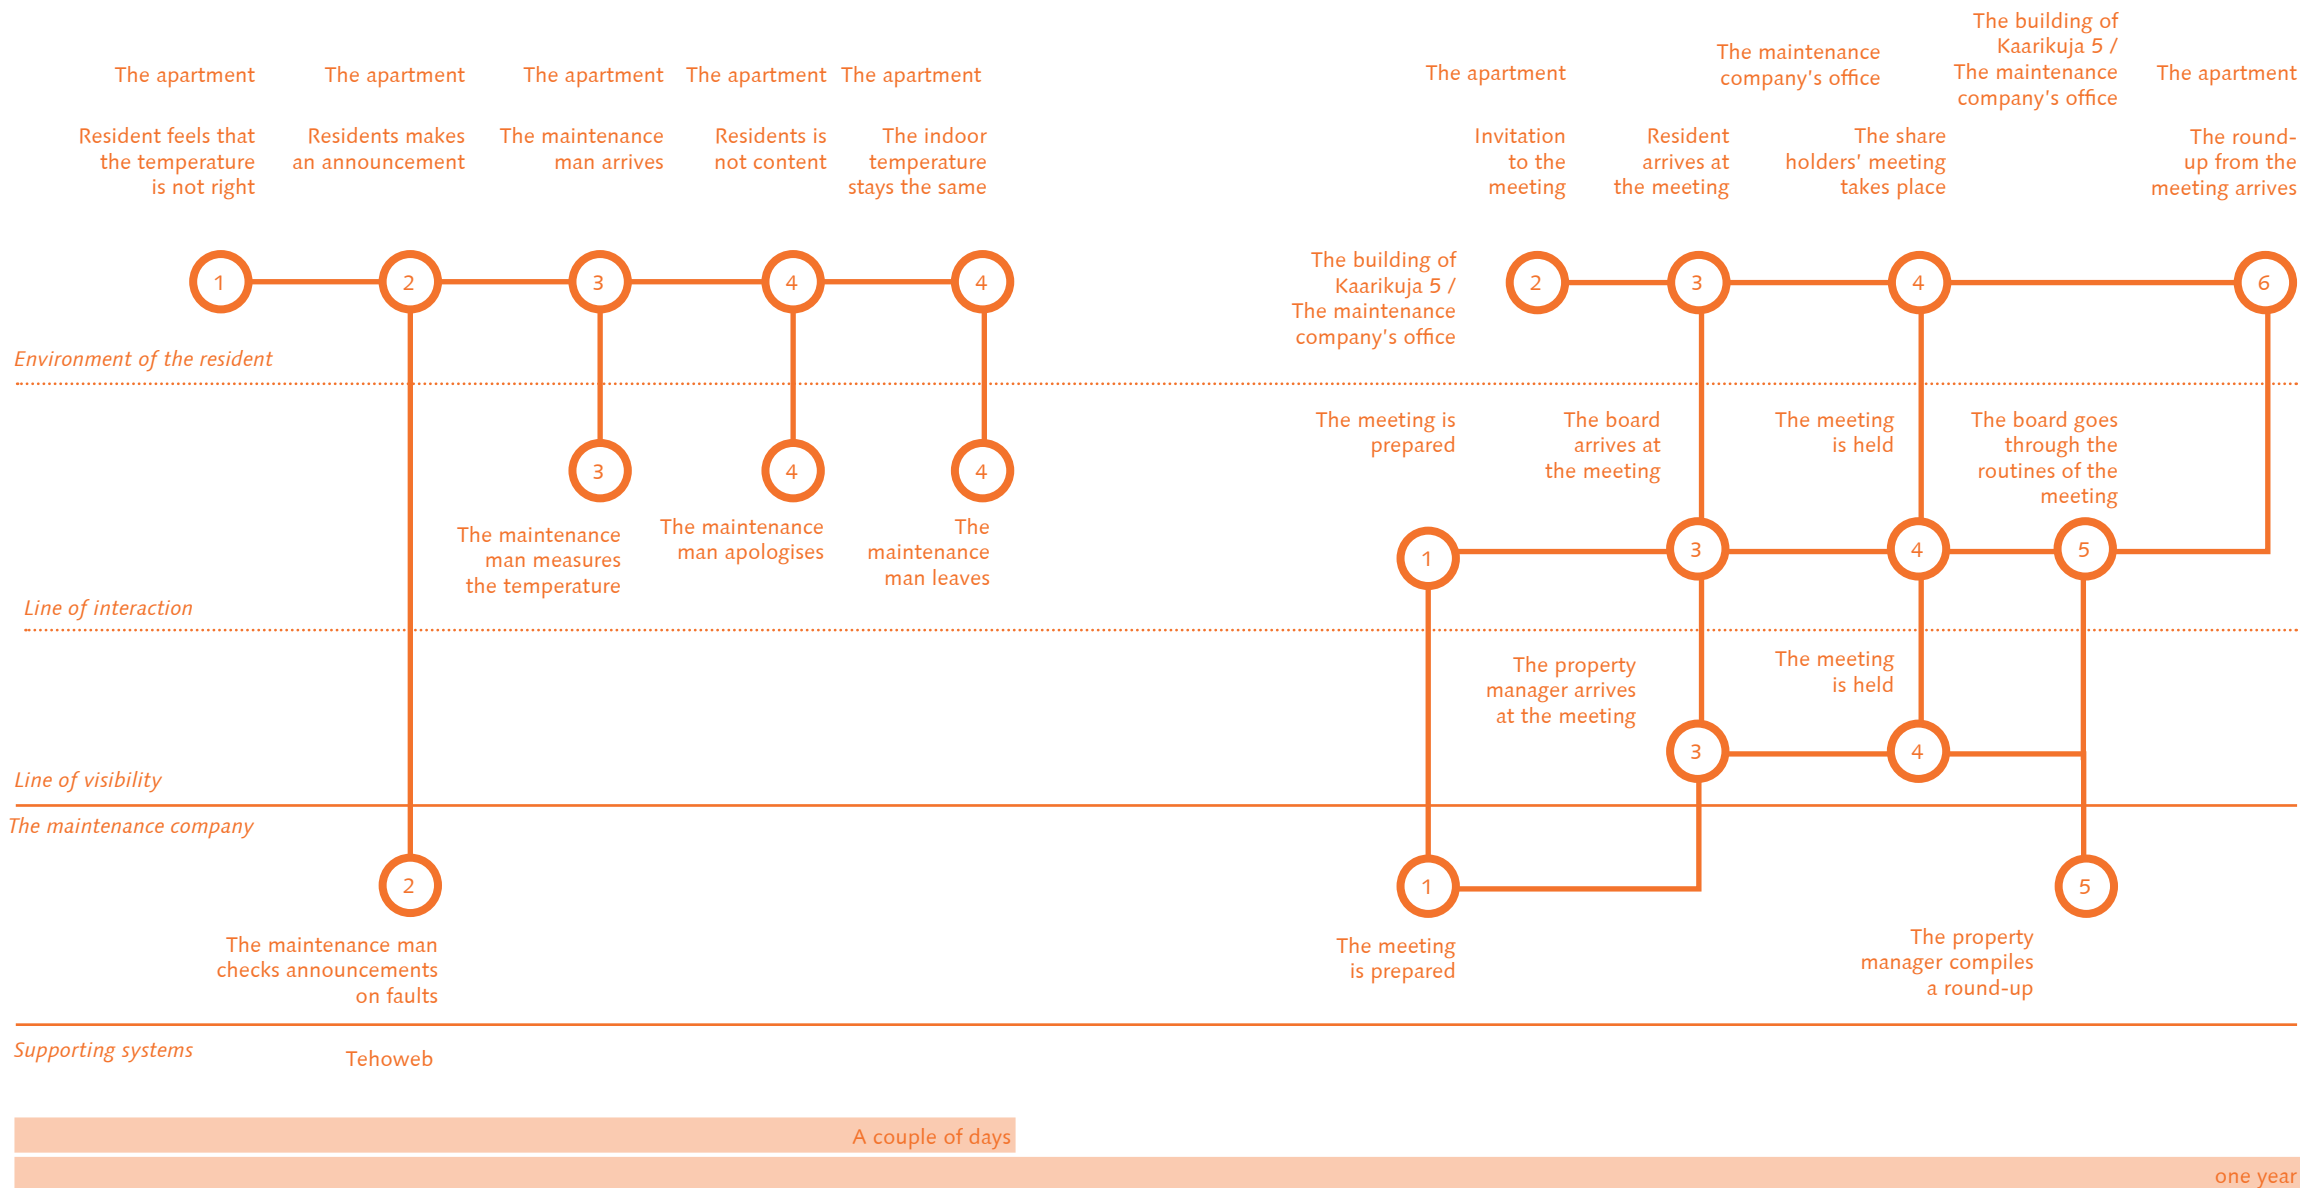 The apartment
The apartment
The apartment
The apartment
The apartment
The apartment
The maintenance
company's office
The building of
Kaarikuja 5 /
The maintenance
company's office
The apartment
Resident feels that
the temperature
is not right
Residents makes
an announcement
The maintenance
man arrives
Residents is
not content
The indoor
temperature
stays the same
Invitation
to the
meeting
Resident
arrives at
the meeting
The share
holders' meeting
takes place
The round-
up from the
meeting arrives
1
2
3
4
4
The building of
Kaarikuja 5 /
The maintenance
company's office
2
3
4
6
Environment of the resident
3
4
4
The maintenance
man measures
the temperature
The maintenance
man apologises
The
maintenance
man leaves
The meeting is
prepared
The board
arrives at
the meeting
The meeting
is held
The board goes
through the
routines of the
meeting
1
3
4
5
Line of interaction
The property
manager arrives
at the meeting
The meeting
is held
3
4
Line of visibility
The maintenance company
2
The maintenance man
checks announcements
on faults
1
The meeting
is prepared
5
The property
manager compiles
a round-up
Supporting systems
Tehoweb
A couple of days
one year